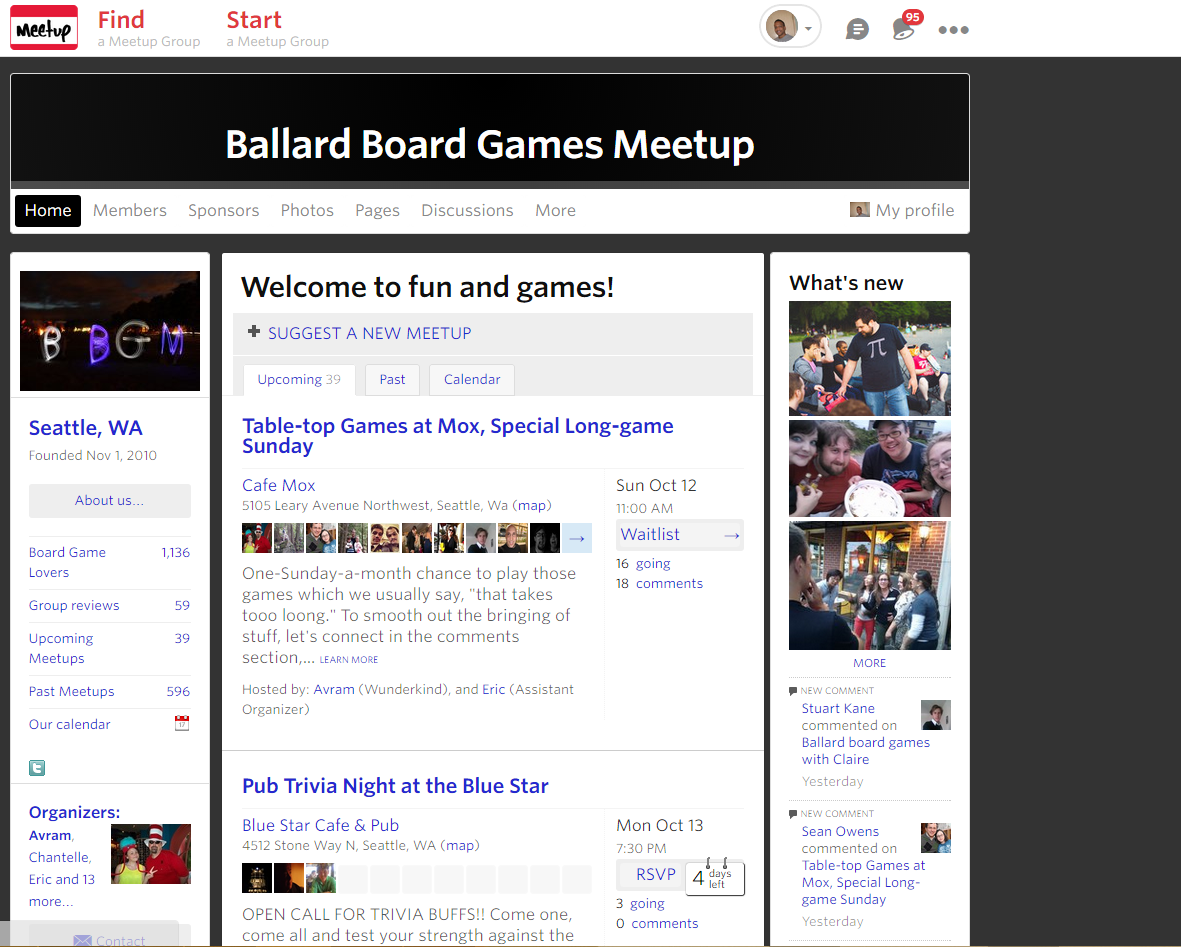 Meetup
Find
a Meetup Group
Start
a Meetup Group
95
Ballard Board Games Meetup
Home
Members
Sponsors
Photos
Pages
Discussions
More
My profile
BBGM
Seattle, WA
Founded Nov 1, 2010
About us...
Board Game 1,136
Lovers
Group reviews 59
Upcoming 39
Meetups
Past Meetups 596
Our calendar
17
Organizers:
Avram,
Chantelle,
Eric and 13
more...
Contact
Welcome to fun and games!
SUGGEST A NEW MEETUP
Upcoming 39
Past
Calendar
Table-top Games at Mox, Special Long-game
Sunday
Cafe Mox
5105 Leary Avenue Northwest, Seattle, Wa (map)
→
One-Sunday-a-month chance to play those
games which we usually say, "that takes
tooo loong." To smooth out the bringing of
stuff, let's connect in the comments
section,... LEARN MORE
Hosted by: Avram (Wunderkind), and Eric (Assistant
Organizer)
Sun Oct 12
11:00 AM
Waitlist →
16 going
18 comments
Pub Trivia Night at the Blue Star
Blue Star Cafe & Pub
4512 Stone Way N, Seattle, WA (map)
OPEN CALL FOR TRIVIA BUFFS!! Come one,
come all and test your strength against the
Mon Oct 13
7:30 PM
RSVP
4 days
left
3 going
0 comments
What's new
π
MORE
NEW COMMENT
Stuart Kane
commented on
Ballard board games
with Claire
Yesterday
NEW COMMENT
Sean Owens
commented on
Table-top Games at
Mox, Special Long-
game Sunday
Yesterday